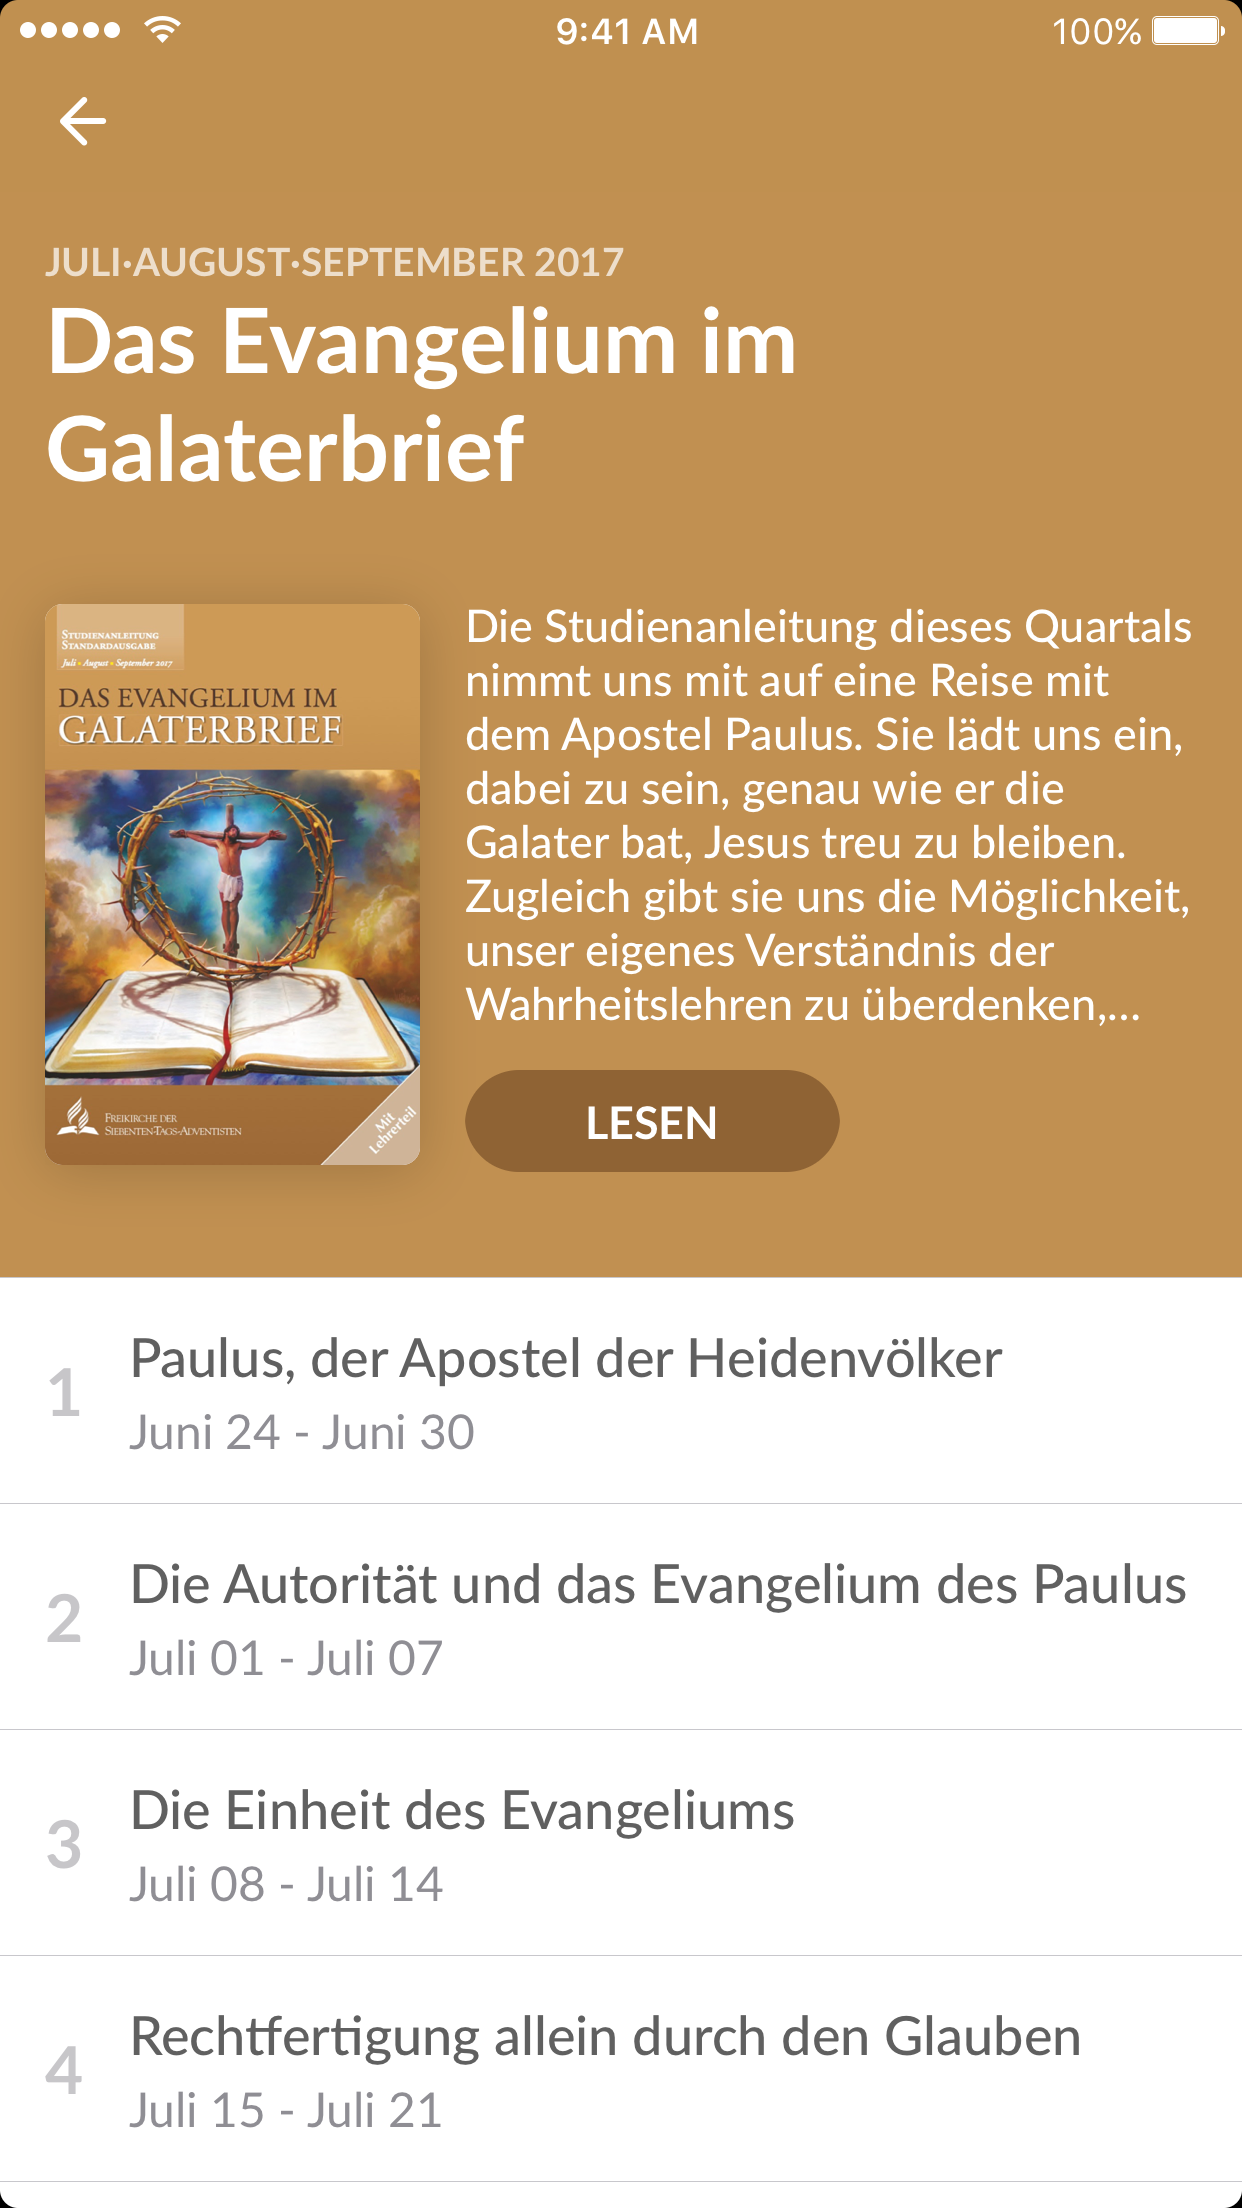 9:41 AM
100%
JULI·AUGUST·SEPTEMBER 2017
Das Evangelium im
Galaterbrief
STUDIENANLEITUNG
STANDARDAUSGABE
Juli • August • September 2017
DAS EVANGELIUM IM
GALATERBRIEF
FREIKIRCHE DER
SIEBENTEN-TAGS-ADVENTISTEN
Mit
Lehrerteil
Die Studienanleitung dieses Quartals
nimmt uns mit auf eine Reise mit
dem Apostel Paulus. Sie lädt uns ein,
dabei zu sein, genau wie er die
Galater bat, Jesus treu zu bleiben.
Zugleich gibt sie uns die Möglichkeit,
unser eigenes Verständnis der
Wahrheitslehren zu überdenken,...
LESEN
1
Paulus, der Apostel der Heidenvölker
Juni 24 - Juni 30
2
Die Autorität und das Evangelium des Paulus
Juli 01 - Juli 07
3
Die Einheit des Evangeliums
Juli 08 - Juli 14
4
Rechtfertigung allein durch den Glauben
Juli 15 - Juli 21